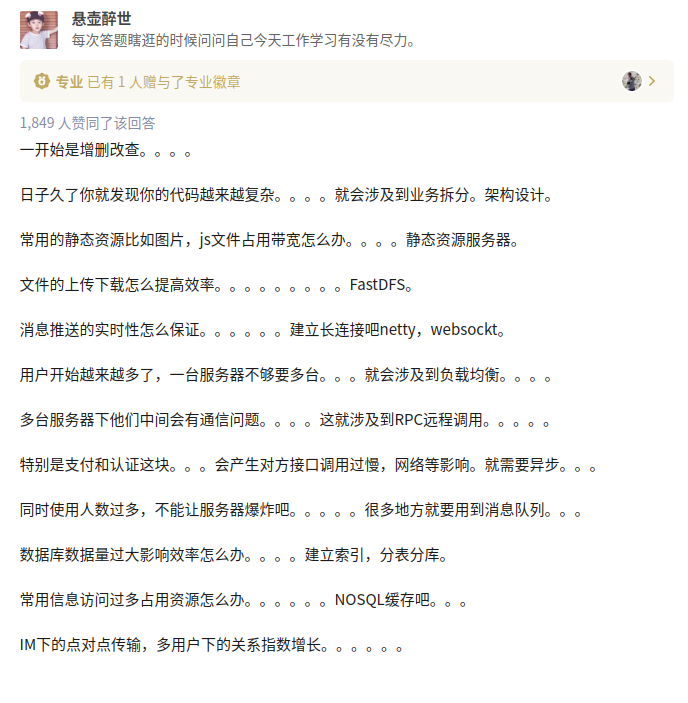 悬壶醉世
每次答题瞎逛的时候问问自己今天工作学习有没有尽力。
专业 已有 1 人赠与了专业徽章
1,849 人赞同了该回答
一开始是增删改查。。。。
日子久了你就发现你的代码越来越复杂。。。。就会涉及到业务拆分。架构设计。
常用的静态资源比如图片，js文件占用带宽怎么办。。。。静态资源服务器。
文件的上传下载怎么提高效率。。。。。。。。。FastDFS。
消息推送的实时性怎么保证。。。。。。建立长连接吧netty，websockt。
用户开始越来越多了，一台服务器不够要多台。。。就会涉及到负载均衡。。。。
多台服务器下他们中间会有通信问题。。。。这就涉及到RPC远程调用。。。。。
特别是支付和认证这块。。。会产生对方接口调用过慢，网络等影响。就需要异步。。。
同时使用人数过多，不能让服务器爆炸吧。。。。。很多地方就要用到消息队列。。。
数据库数据量过大影响效率怎么办。。。。建立索引，分表分库。
常用信息访问过多占用资源怎么办。。。。。。NOSQL缓存吧。。。
IM下的点对点传输，多用户下的关系指数增长。。。。。。